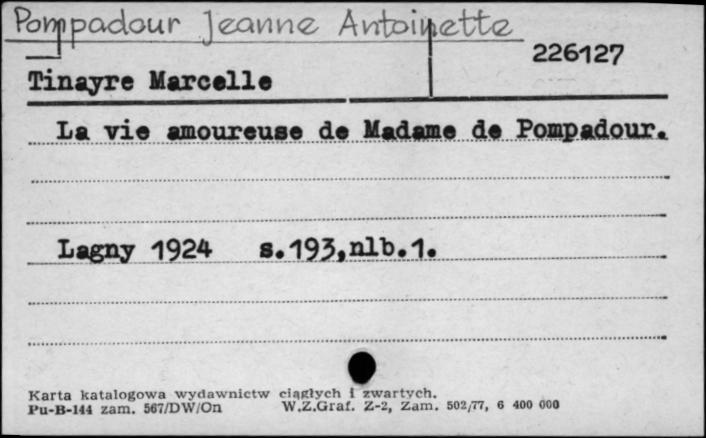 Pompadour Jeanne Antoinette
226127
Tinayre Marcelle
La vie amoureuse de Madame de Pompadour.
Lagny 1924 s.193,nlb.1.
Karta katalogowa wydawnictw ciągłych i zwartych.
Pu-B-144 zam. 567/DW/On W.Z.Graf. Z-2, Zam. 502/77, 6 400 000